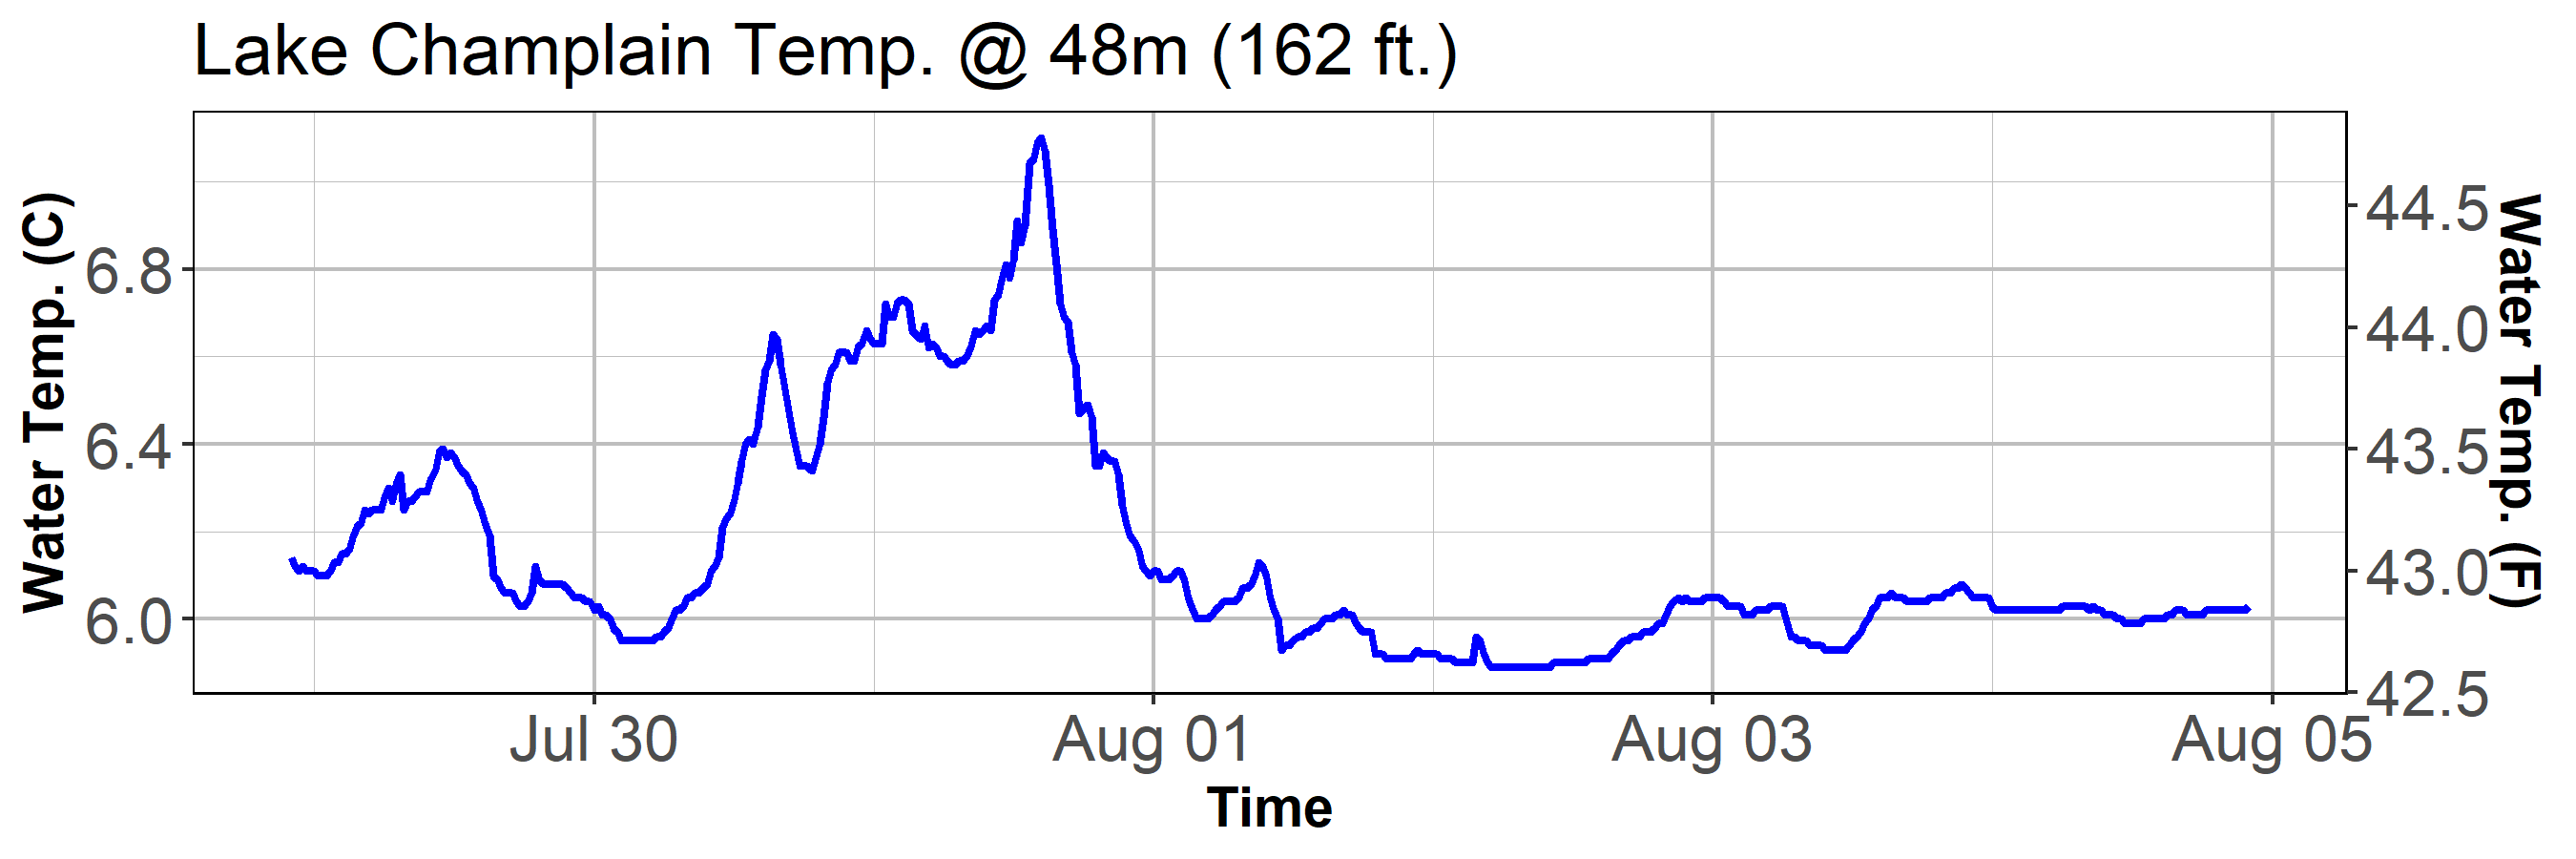 Lake Champlain Temp. @ 48m (162 ft.)
Water Temp. (C)
6.8
6.4
6.0
44.5
44.0
43.5
43.0
42.5
Water Temp. (F)
Jul 30
Aug 01
Aug 03
Aug 05
Time